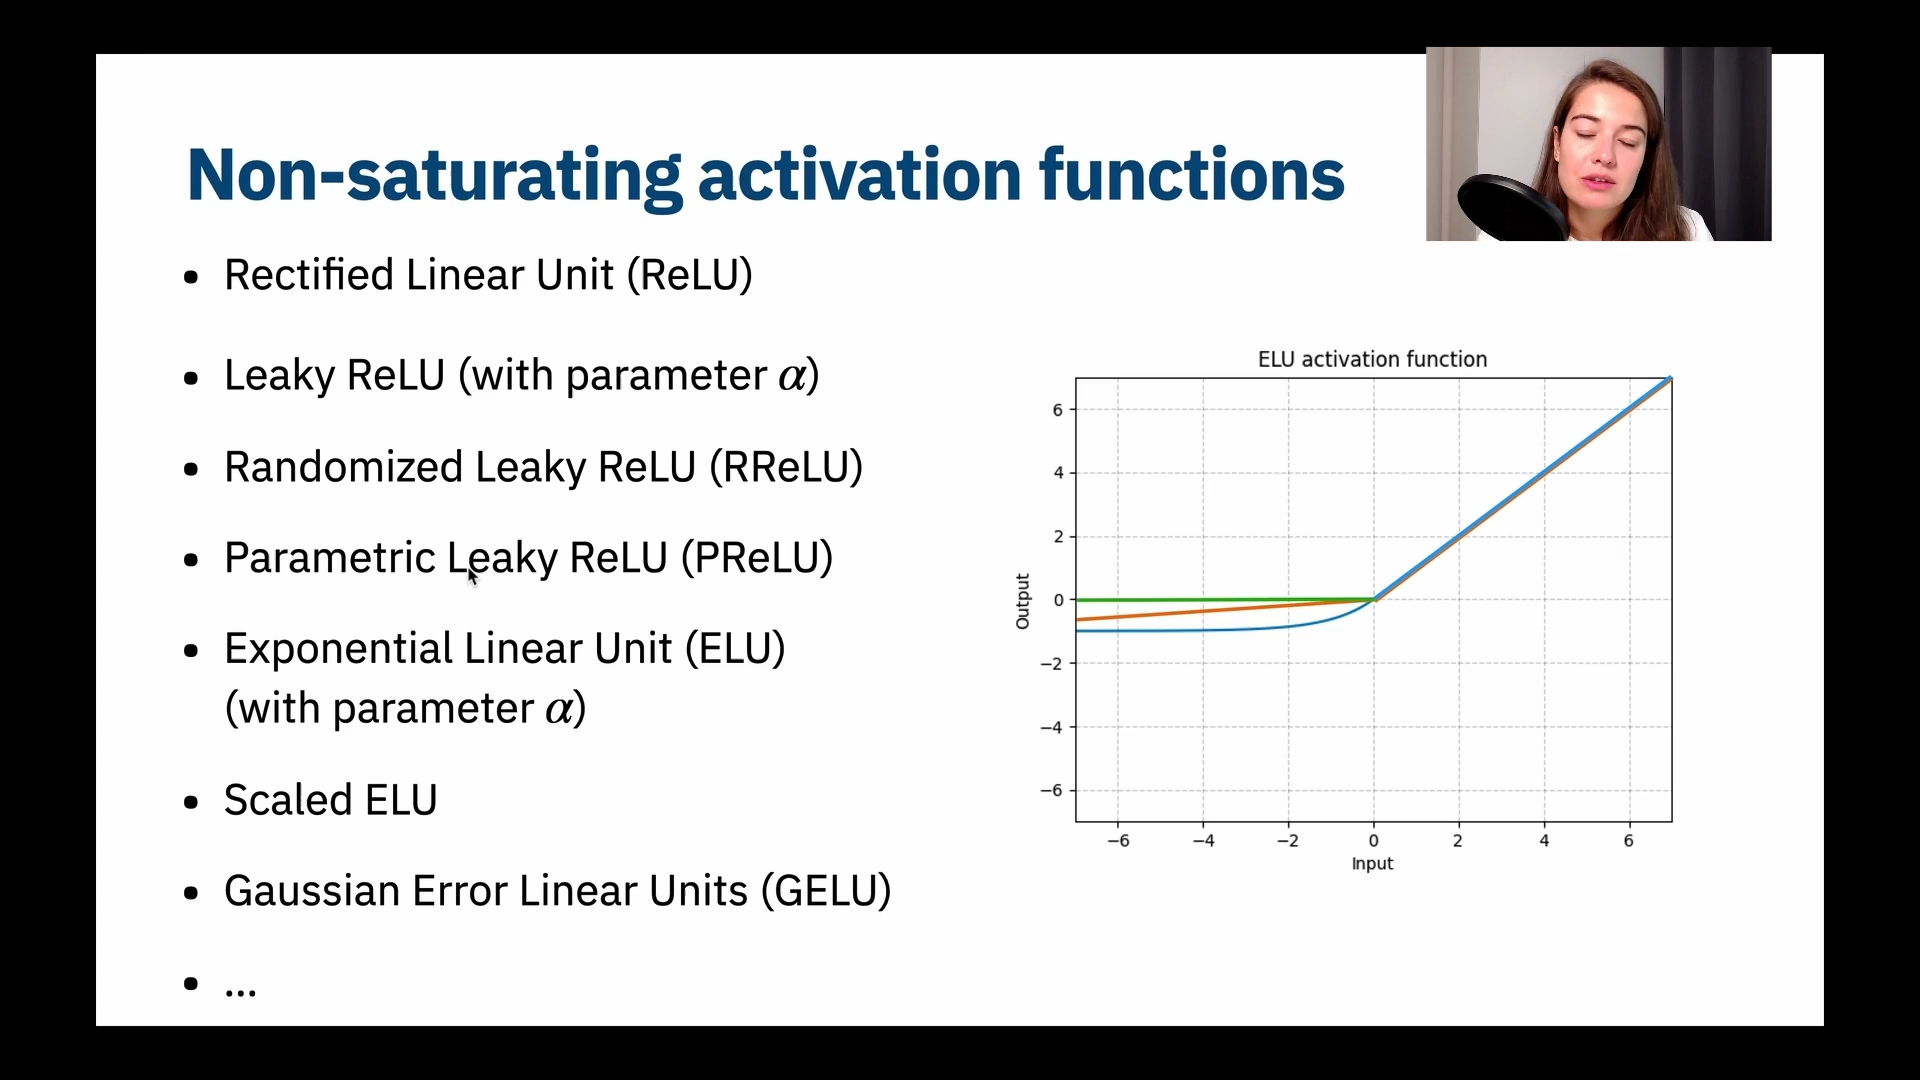 Non-saturating activation functions
• Rectified Linear Unit (ReLU)
• Leaky ReLU (with parameter α)
• Randomized Leaky ReLU (RReLU)
• Parametric Leaky ReLU (PReLU)
• Exponential Linear Unit (ELU)
(with parameter α)
• Scaled ELU
• Gaussian Error Linear Units (GELU)
• ...
ELU activation function
Output
6
4
2
0
−2
−4
−6
−6 −4 −2 0 2 4 6
Input